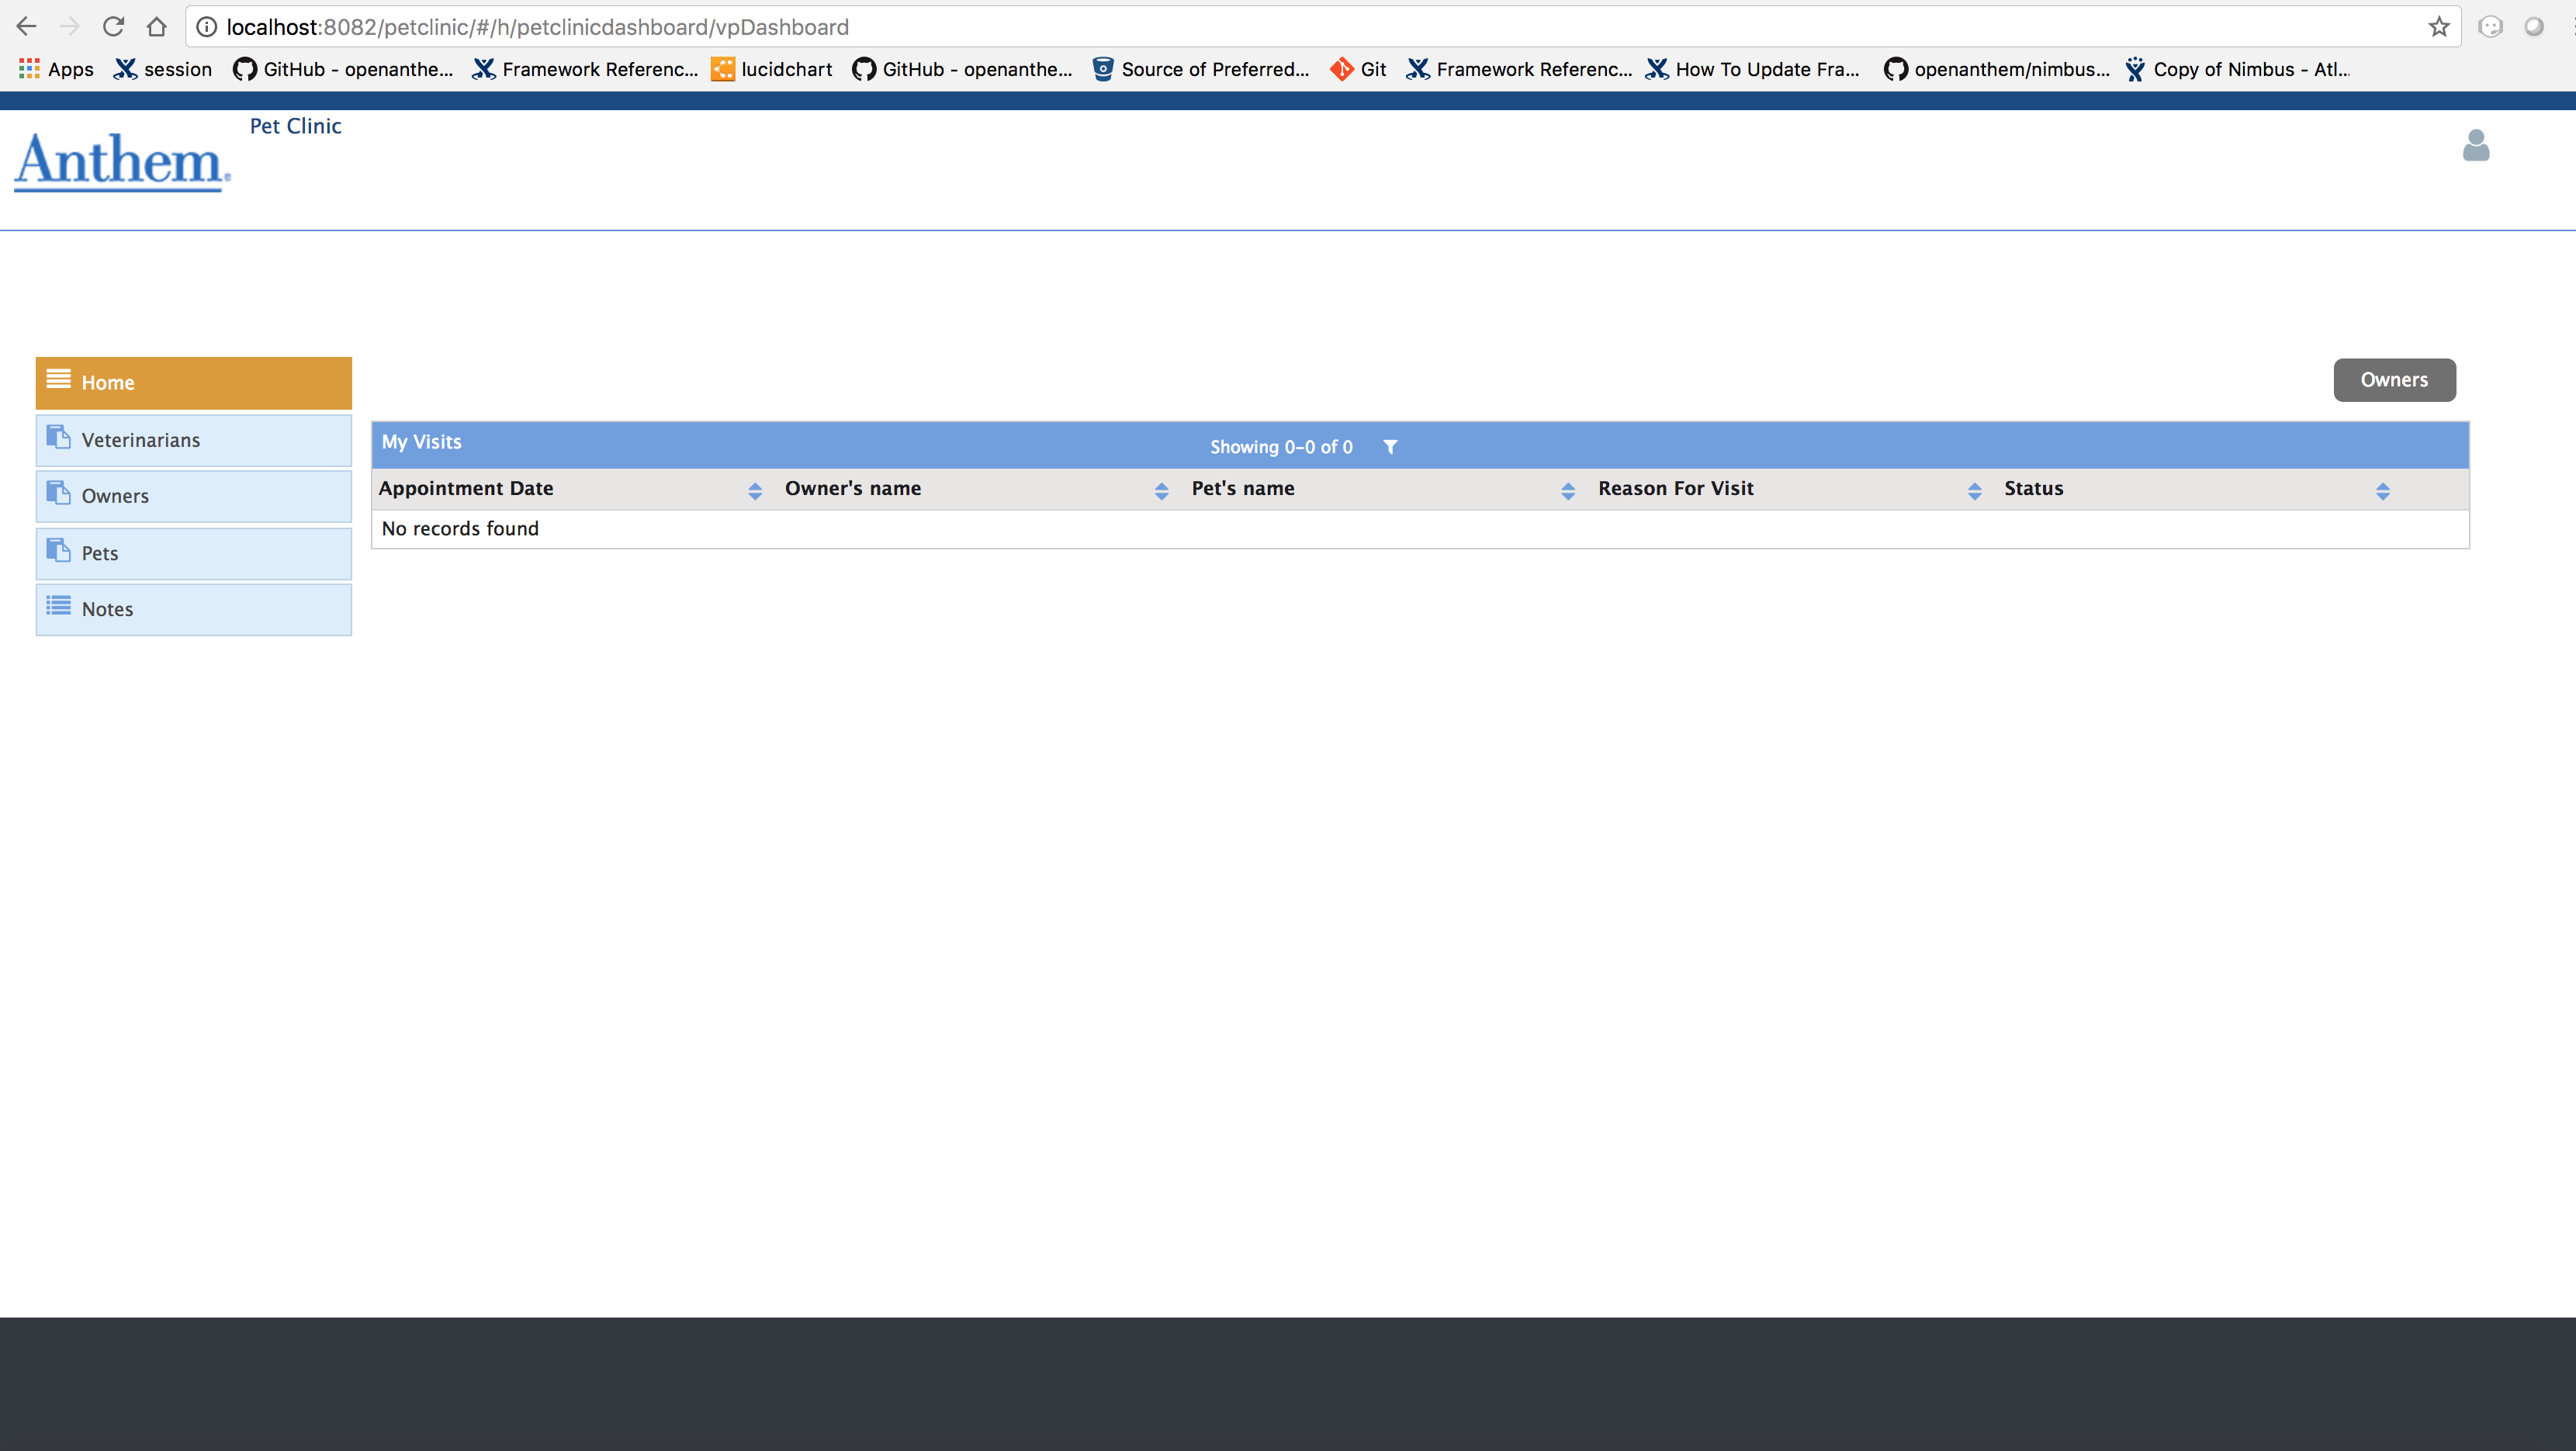 localhost:8082/petclinic/#/h/petclinicdashboard/vpDashboard
Apps session GitHub - openanthe... Framework Referenc... lucidchart GitHub - openanthe... Source of Preferred... Git Framework Referenc... How To Update Fra... openanthem/nimbus... Copy of Nimbus - Atl...
Pet Clinic
Anthem®
Home
Owners
Veterinarians
My Visits Showing 0-0 of 0
Appointment Date Owner's name Pet's name Reason For Visit Status
Owners
No records found
Pets
Notes